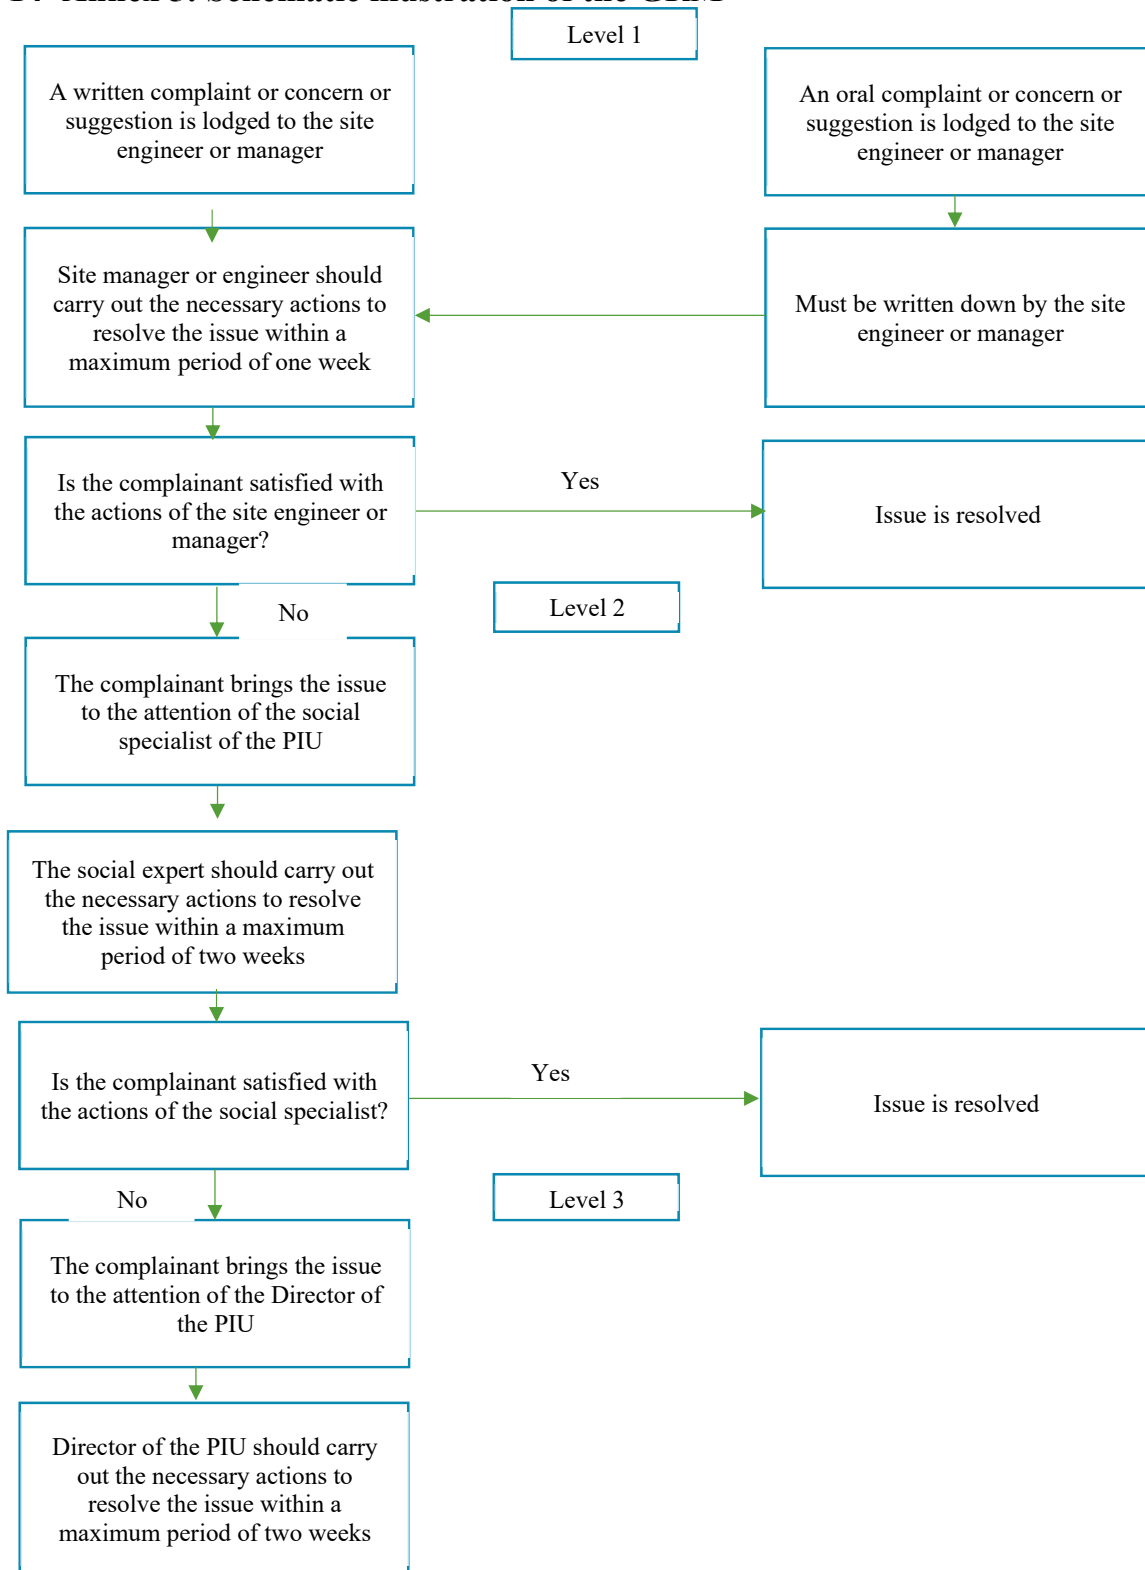 Level 1
A written complaint or concern or
suggestion is lodged to the site
engineer or manager
An oral complaint or concern or
suggestion is lodged to the site
engineer or manager
Site manager or engineer should
carry out the necessary actions to
resolve the issue within a
maximum period of one week
Must be written down by the site
engineer or manager
Is the complainant satisfied with
the actions of the site engineer or
manager?
Yes
Issue is resolved
No
Level 2
The complainant brings the issue
to the attention of the social
specialist of the PIU
The social expert should carry out
the necessary actions to resolve
the issue within a maximum
period of two weeks
Is the complainant satisfied with
the actions of the social specialist?
Yes
Issue is resolved
No
Level 3
The complainant brings the issue
to the attention of the Director of
the PIU
Director of the PIU should carry
out the necessary actions to
resolve the issue within a
maximum period of two weeks